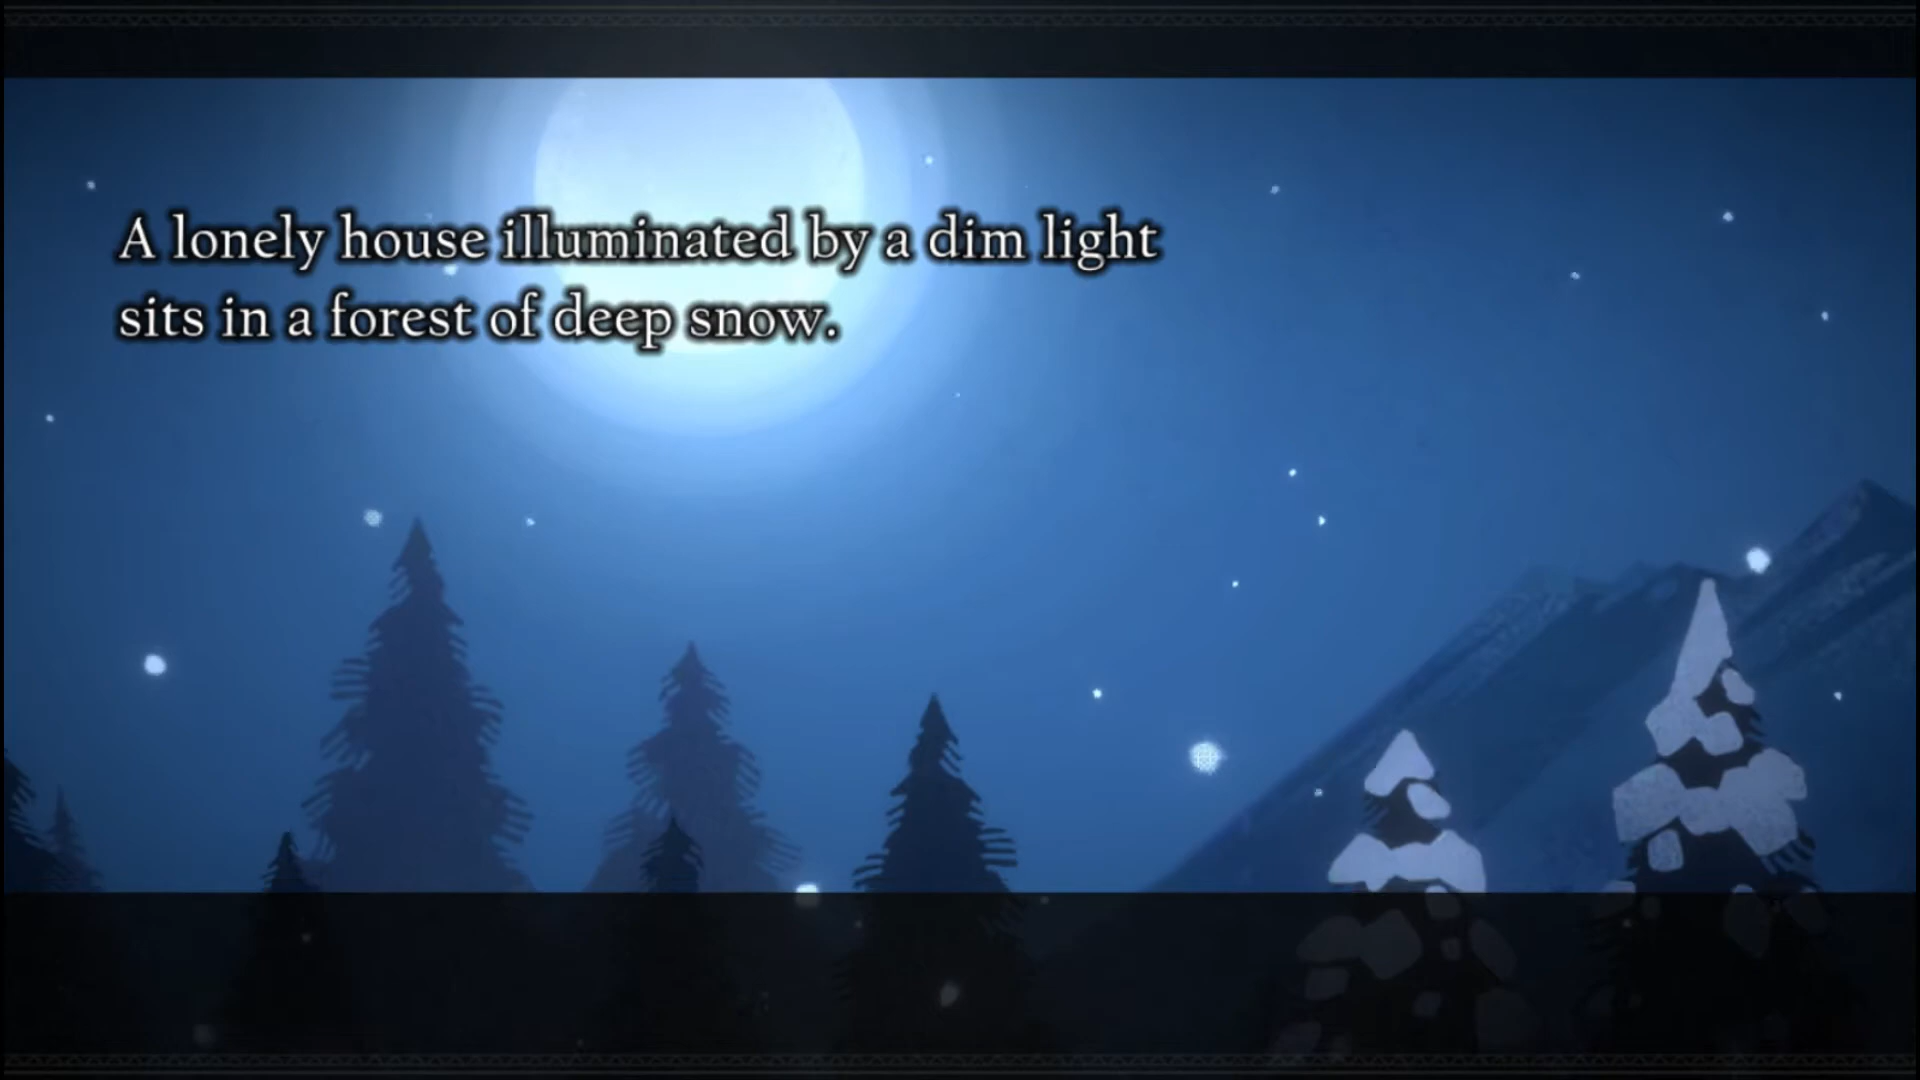 A lonely house illuminated by a dim light
sits in a forest of deep snow.